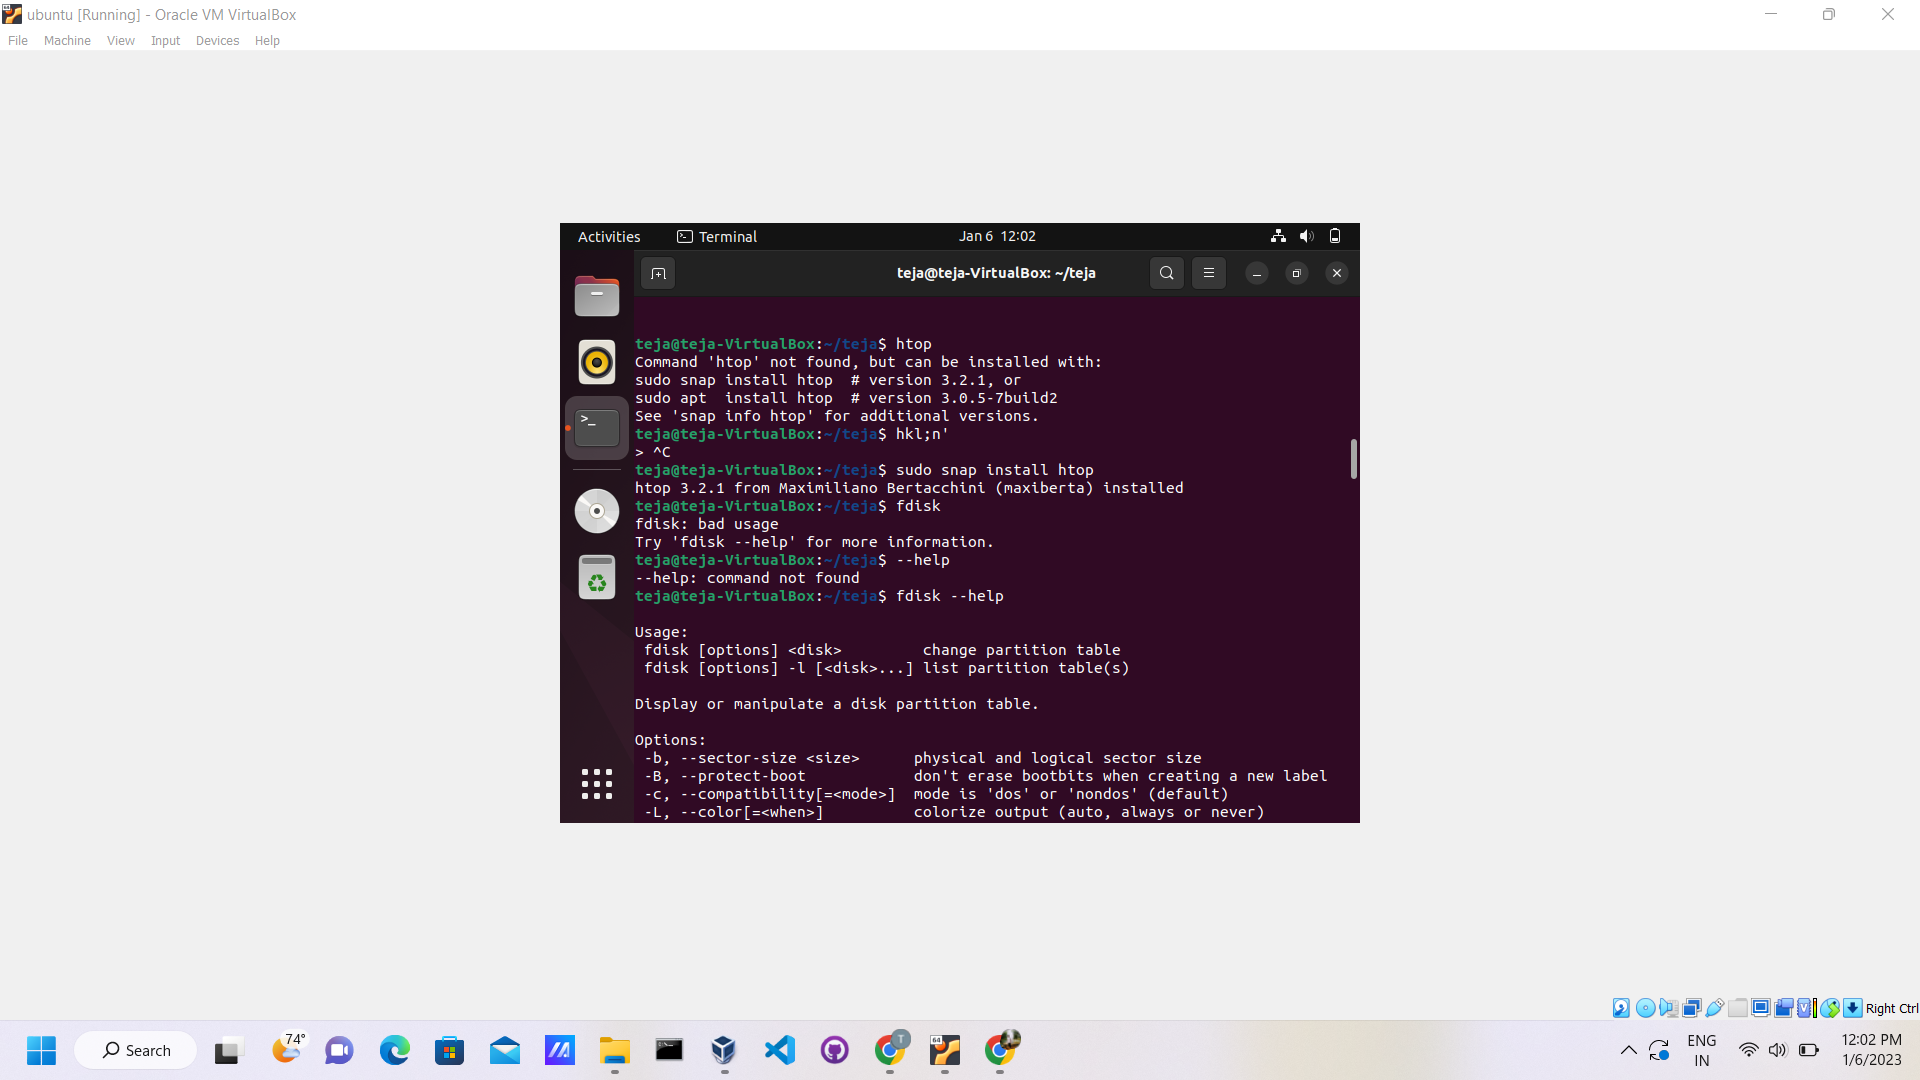 ubuntu [Running] - Oracle VM VirtualBox
File Machine View Input Devices Help
Activities Terminal Jan 6 12:02
teja@teja-VirtualBox: ~/teja
teja@teja-VirtualBox:~/teja$ htop
Command 'htop' not found, but can be installed with:
sudo snap install htop  # version 3.2.1, or
sudo apt  install htop  # version 3.0.5-7build2
See 'snap info htop' for additional versions.
teja@teja-VirtualBox:~/teja$ hkl;n'
> ^C
teja@teja-VirtualBox:~/teja$ sudo snap install htop
htop 3.2.1 from Maximiliano Bertacchini (maxiberta) installed
teja@teja-VirtualBox:~/teja$ fdisk
fdisk: bad usage
Try 'fdisk --help' for more information.
teja@teja-VirtualBox:~/teja$ --help
--help: command not found
teja@teja-VirtualBox:~/teja$ fdisk --help
Usage:
 fdisk [options] <disk>         change partition table
 fdisk [options] -l [<disk>...] list partition table(s)
Display or manipulate a disk partition table.
Options:
 -b, --sector-size <size>      physical and logical sector size
 -B, --protect-boot            don't erase bootbits when creating a new label
 -c, --compatibility[=<mode>]  mode is 'dos' or 'nondos' (default)
 -L, --color[=<when>]          colorize output (auto, always or never)
Right Ctrl
Search
74°
T
64
ENG
IN
12:02 PM
1/6/2023